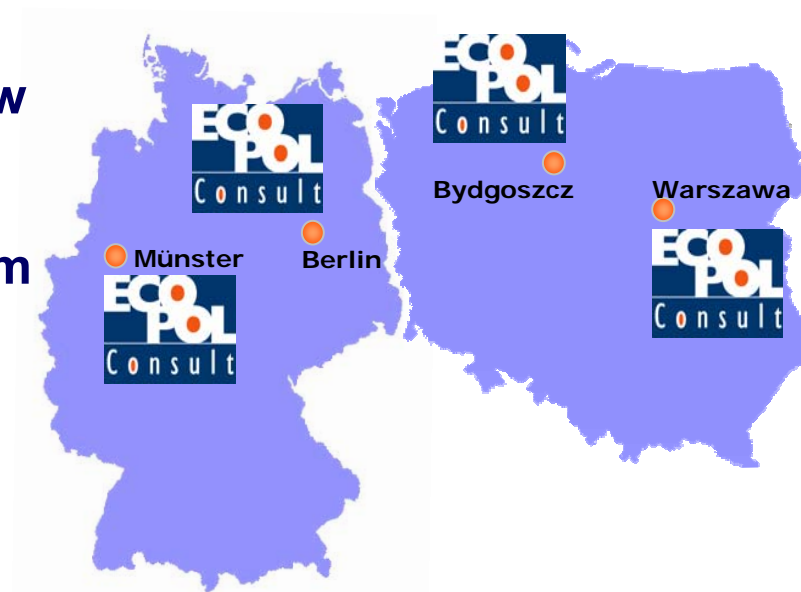 w
m
ECO
POL
Consult
ECO
POL
Consult
Bydgoszcz
Warszawa
Münster
Berlin
ECO
POL
Consult
ECO
POL
Consult